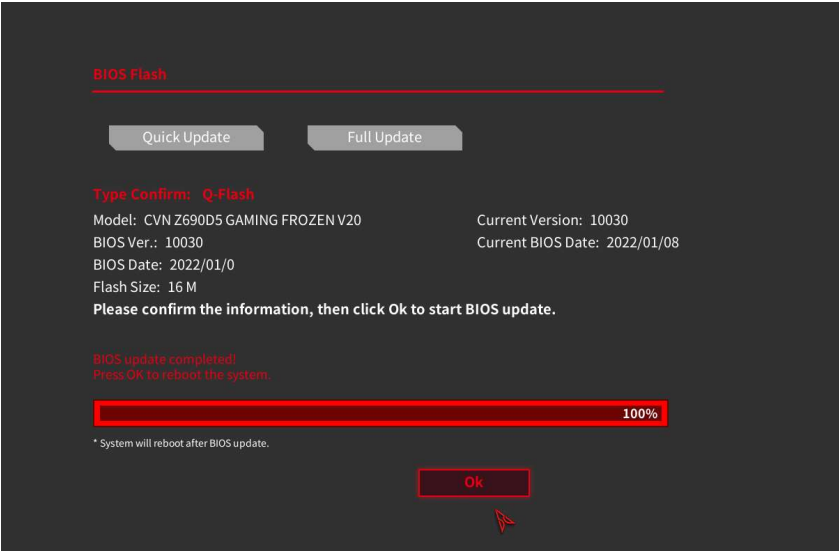 BIOS Flash
Quick Update Full Update
Type Confirm: Q-Flash
Model: CVN Z690D5 GAMING FROZEN V20 Current Version: 10030
BIOS Ver.: 10030 Current BIOS Date: 2022/01/08
BIOS Date: 2022/01/0
Flash Size: 16 M
Please confirm the information, then click Ok to start BIOS update.
BIOS update completed!
Press OK to reboot the system.
100%
* System will reboot after BIOS update.
Ok